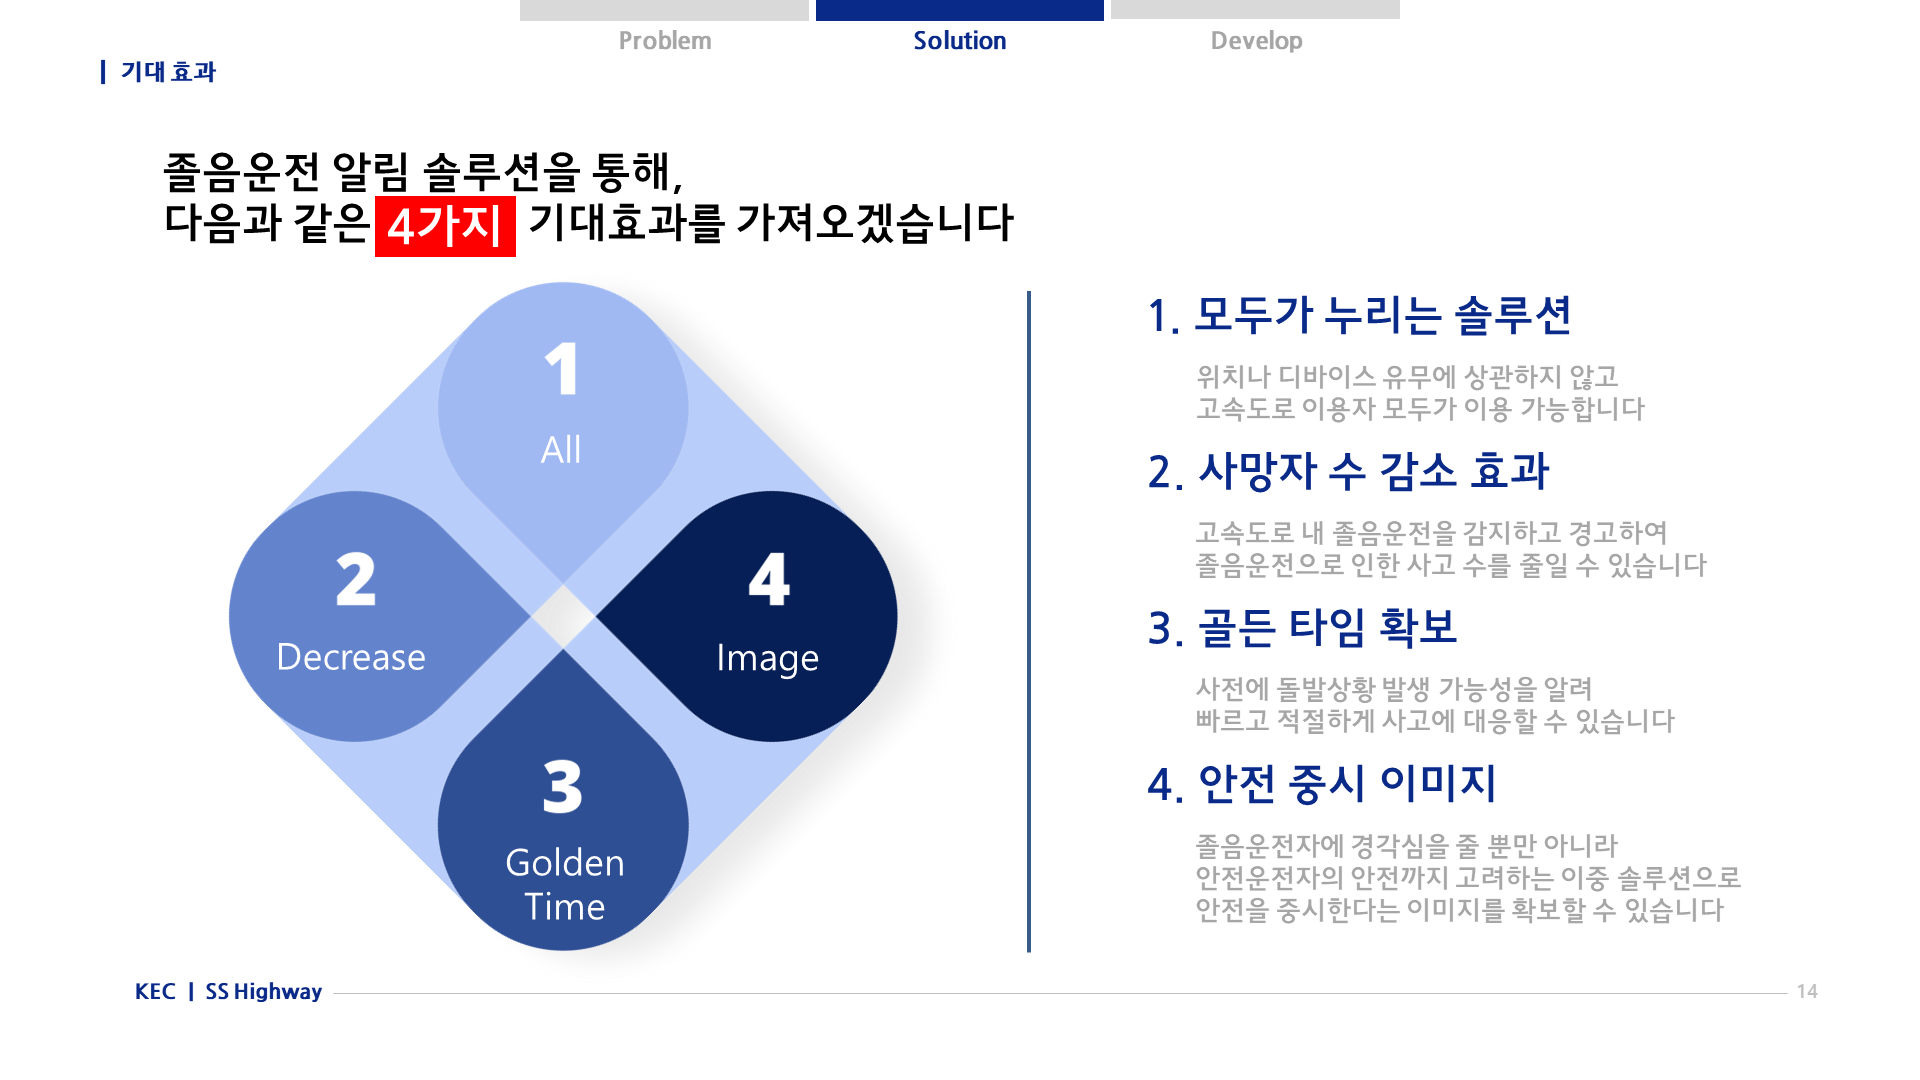 Problem
Solution
Develop
기대 효과
졸음운전 알림 솔루션을 통해,
다음과 같은 4가지 기대효과를 가져오겠습니다
1
All
2
Decrease
4
Image
3
Golden
Time
1. 모두가 누리는 솔루션
위치나 디바이스 유무에 상관하지 않고
고속도로 이용자 모두가 이용 가능합니다
2. 사망자 수 감소 효과
고속도로 내 졸음운전을 감지하고 경고하여
졸음운전으로 인한 사고 수를 줄일 수 있습니다
3. 골든 타임 확보
사전에 돌발상황 발생 가능성을 알려
빠르고 적절하게 사고에 대응할 수 있습니다
4. 안전 중시 이미지
졸음운전자에 경각심을 줄 뿐만 아니라
안전운전자의 안전까지 고려하는 이중 솔루션으로
안전을 중시한다는 이미지를 확보할 수 있습니다
KEC | SS Highway
14